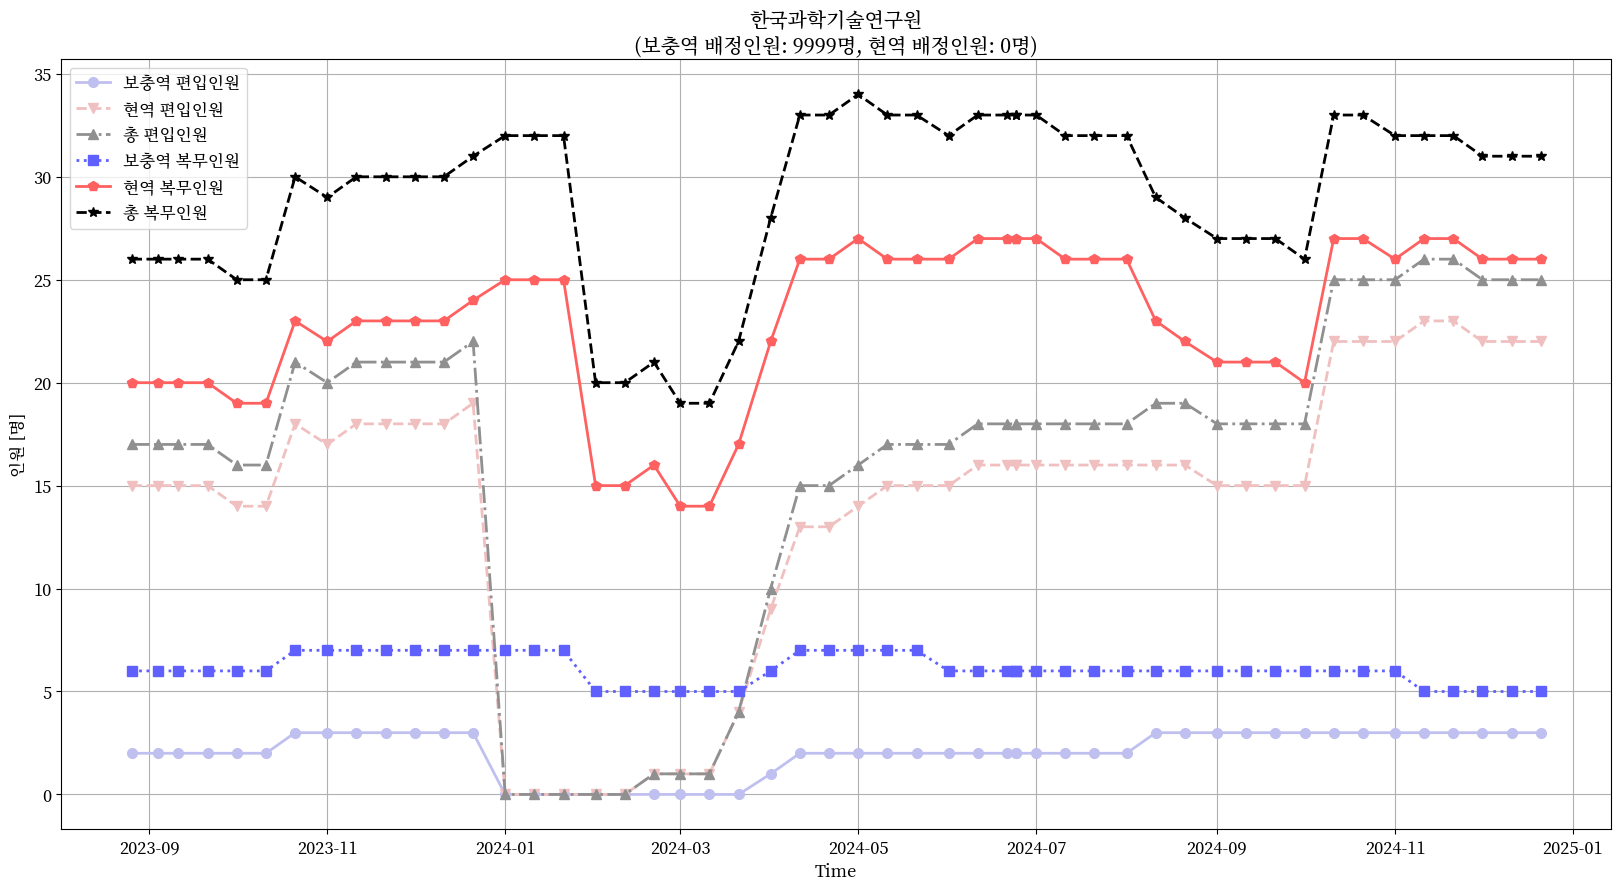 한국과학기술연구원
(보충역 배정인원: 9999명, 현역 배정인원: 0명)
보충역 편입인원
현역 편입인원
총 편입인원
보충역 복무인원
현역 복무인원
총 복무인원
인원 [명]
35
30
25
20
15
10
5
0
2023-09
2023-11
2024-01
2024-03
2024-05
2024-07
2024-09
2024-11
2025-01
Time